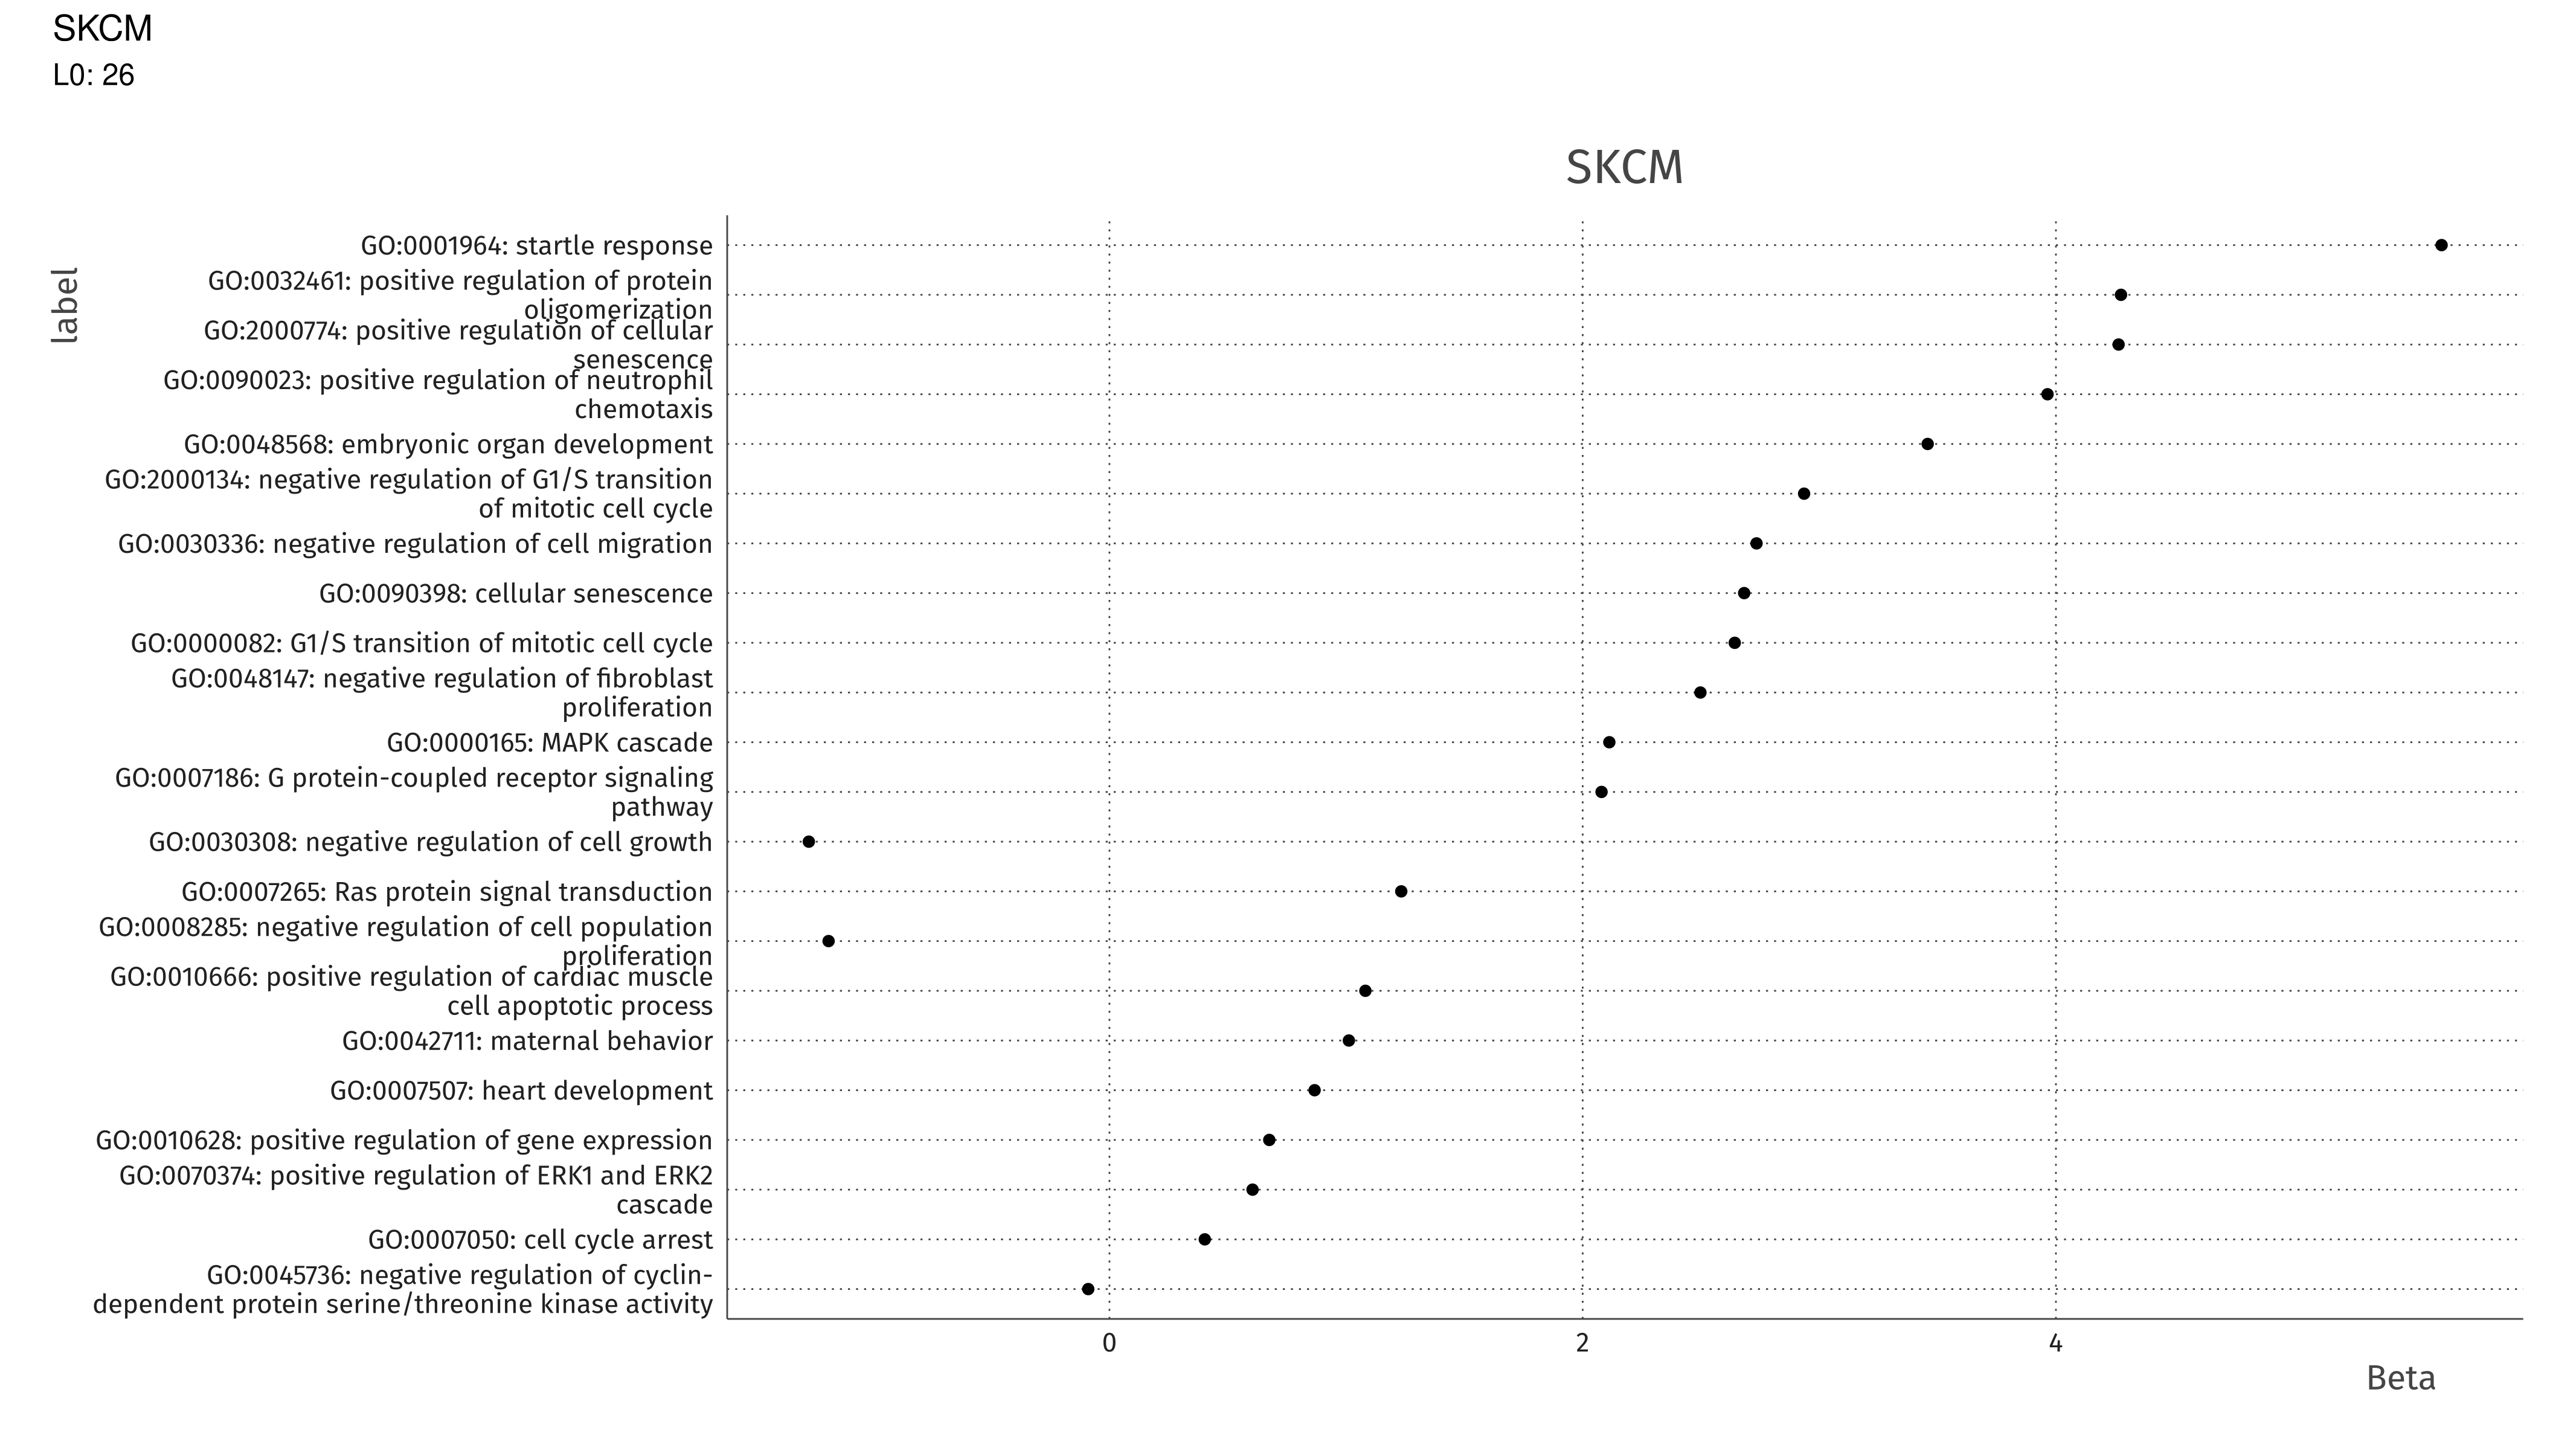 SKCM
L0: 26
SKCM
label
GO:0001964: startle response
GO:0032461: positive regulation of protein
oligomerization
GO:2000774: positive regulation of cellular
senescence
GO:0090023: positive regulation of neutrophil
chemotaxis
GO:0048568: embryonic organ development
GO:2000134: negative regulation of G1/S transition
of mitotic cell cycle
GO:0030336: negative regulation of cell migration
GO:0090398: cellular senescence
GO:0000082: G1/S transition of mitotic cell cycle
GO:0048147: negative regulation of fibroblast
proliferation
GO:0000165: MAPK cascade
GO:0007186: G protein-coupled receptor signaling
pathway
GO:0030308: negative regulation of cell growth
GO:0007265: Ras protein signal transduction
GO:0008285: negative regulation of cell population
proliferation
GO:0010666: positive regulation of cardiac muscle
cell apoptotic process
GO:0042711: maternal behavior
GO:0007507: heart development
GO:0010628: positive regulation of gene expression
GO:0070374: positive regulation of ERK1 and ERK2
cascade
GO:0007050: cell cycle arrest
GO:0045736: negative regulation of cyclin-
dependent protein serine/threonine kinase activity
0 2 4
Beta